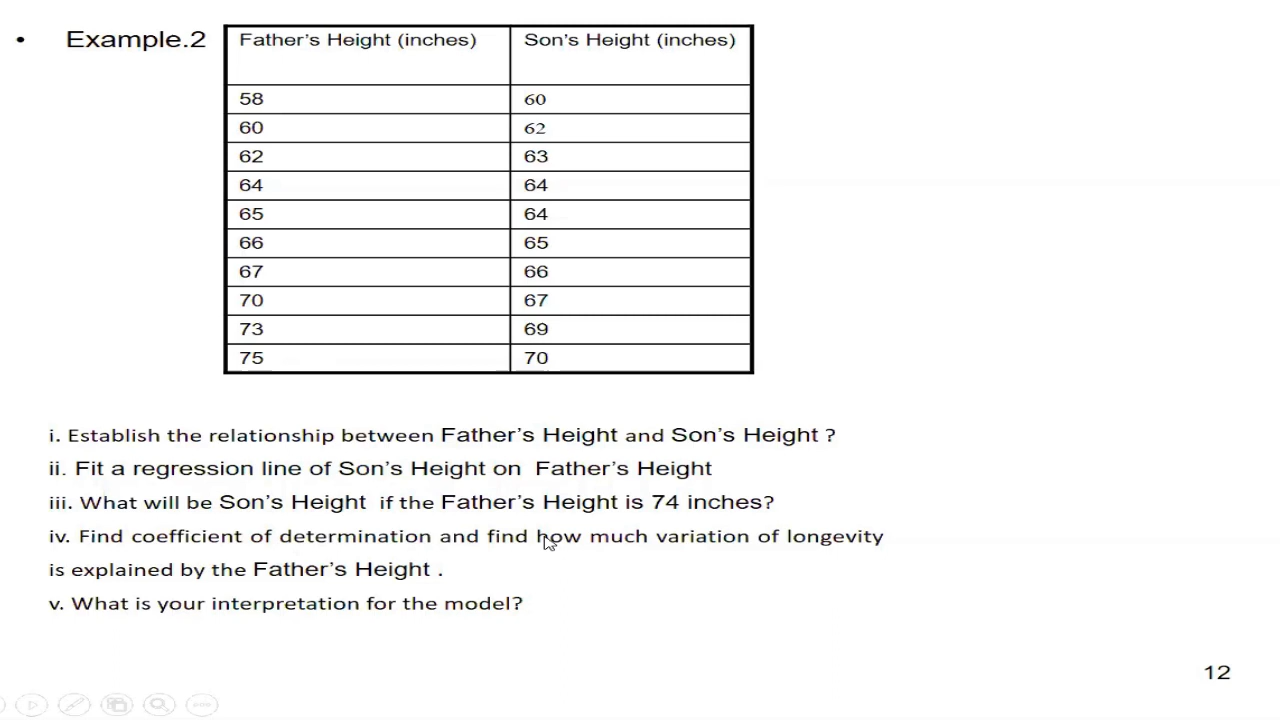 • Example.2
Father's Height (inches) Son's Height (inches)
58 60
60 62
62 63
64 64
65 64
66 65
67 66
70 67
73 69
75 70
i. Establish the relationship between Father's Height and Son's Height ?
ii. Fit a regression line of Son's Height on Father's Height
iii. What will be Son's Height if the Father's Height is 74 inches?
iv. Find coefficient of determination and find how much variation of longevity
is explained by the Father's Height .
v. What is your interpretation for the model?
12